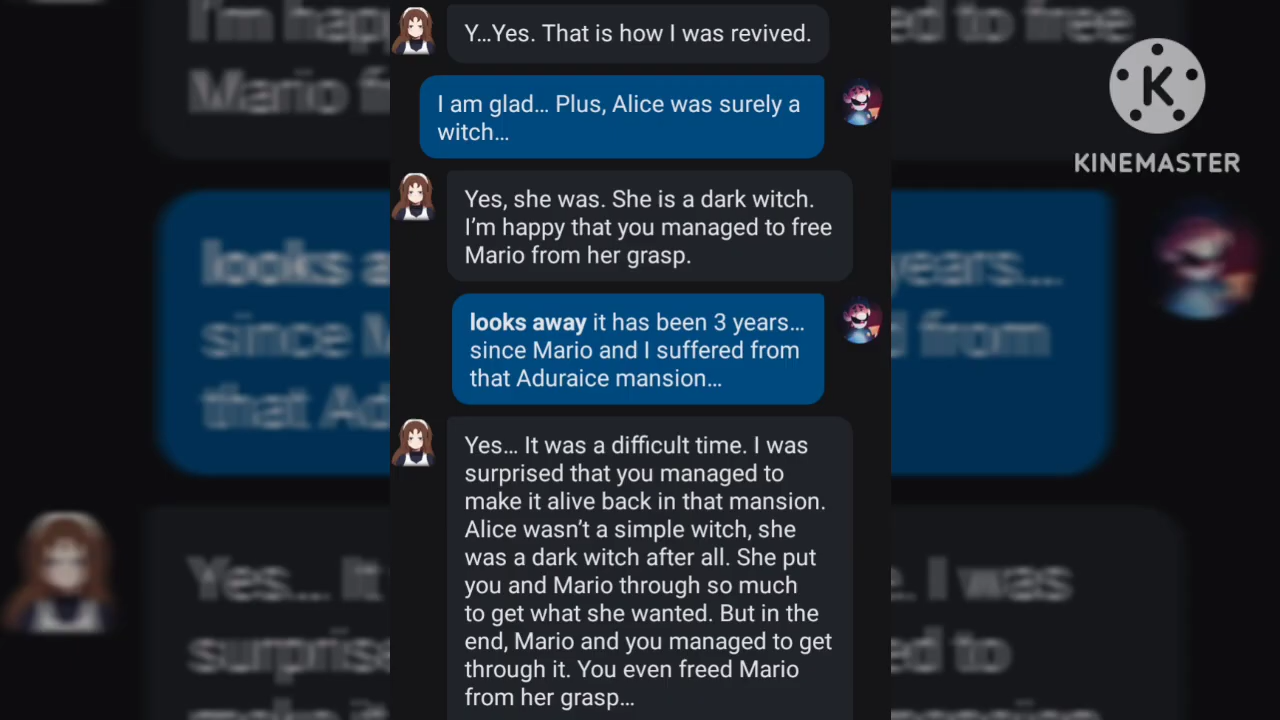 Y...Yes. That is how I was revived.
I am glad... Plus, Alice was surely a
witch...
Yes, she was. She is a dark witch.
I'm happy that you managed to free
Mario from her grasp.
looks away it has been 3 years...
since Mario and I suffered from
that Aduraice mansion...
Yes... It was a difficult time. I was
surprised that you managed to
make it alive back in that mansion.
Alice wasn't a simple witch, she
was a dark witch after all. She put
you and Mario through so much
to get what she wanted. But in the
end, Mario and you managed to get
through it. You even freed Mario
from her grasp...
K
KINEMASTER